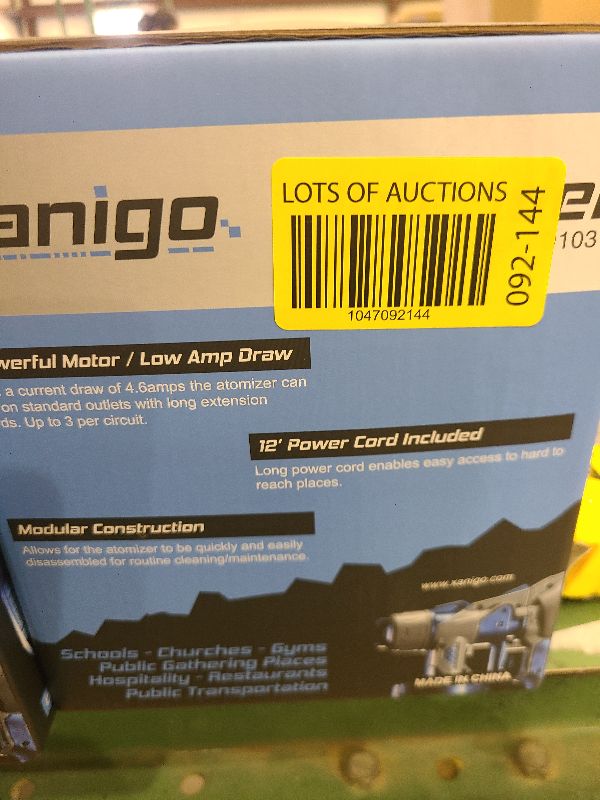 anigo
LOTS OF AUCTIONS
1047092144
092-144
103
werful Motor / Low Amp Draw
a current draw of 4.6amps the atomizer can
on standard outlets with long extension
ds. Up to 3 per circuit.
12' Power Cord Included
Long power cord enables easy access to hard to
reach places.
Modular Construction
Allows for the atomizer to be quickly and easily
disassembled for routine cleaning/maintenance.
www.xanigo.com
Schools - Churches - Gyms
Public Gathering Places
Hospitality - Restaurants
Public Transportation
MADE IN CHINA